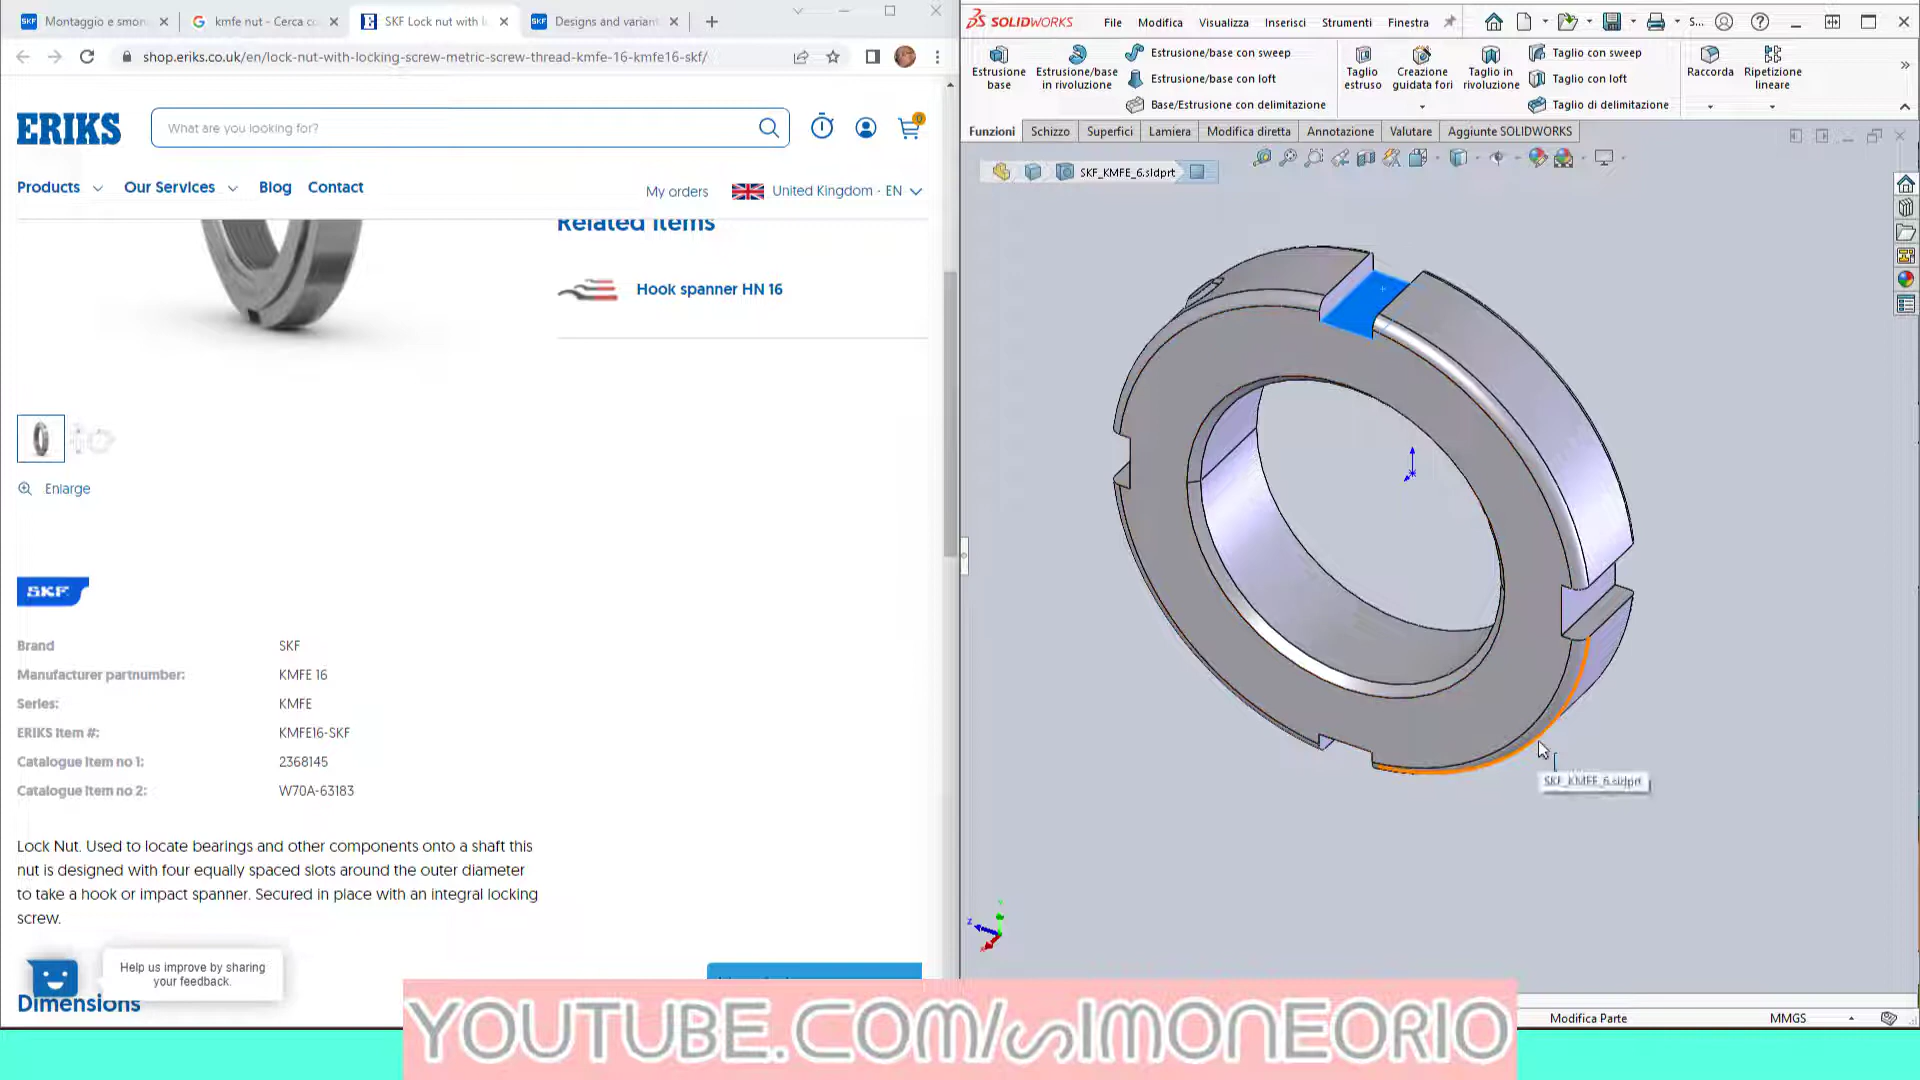 SKF Montaggio e smon
kmfe nut - Cerca co
SKF Lock nut with l
SKF Designs and varian
shop.eriks.co.uk/en/lock-nut-with-locking-screw-metric-screw-thread-kmfe-16-kmfe16-skf/
ERIKS
What are you looking for?
0
Products
Our Services
Blog
Contact
My orders
United Kingdom - EN
Related items
Hook spanner HN 16
Enlarge
SKF
Brand SKF
Manufacturer partnumber: KMFE 16
Series: KMFE
ERIKS Item #: KMFE16-SKF
Catalogue Item no 1: 2368145
Catalogue Item no 2: W70A-63183
Lock Nut. Used to locate bearings and other components onto a shaft this
nut is designed with four equally spaced slots around the outer diameter
to take a hook or impact spanner. Secured in place with an integral locking
screw.
Help us improve by sharing
your feedback.
Dimensions
SOLIDWORKS
File
Modifica
Visualizza
Inserisci
Strumenti
Finestra
S...
Estrusione
base
Estrusione/base
in rivoluzione
Estrusione/base con sweep
Estrusione/base con loft
Base/Estrusione con delimitazione
Taglio
estruso
Creazione
guidata fori
Taglio in
rivoluzione
Taglio con sweep
Taglio con loft
Taglio di delimitazione
Raccorda
Ripetizione
lineare
Funzioni
Schizzo
Superfici
Lamiera
Modifica diretta
Annotazione
Valutare
Aggiunte SOLIDWORKS
SKF_KMFE_6.sldprt
SKF_KMFE_6.sldprt
Modifica Parte
MMGS
YOUTUBE.COM/SIMONEORIO